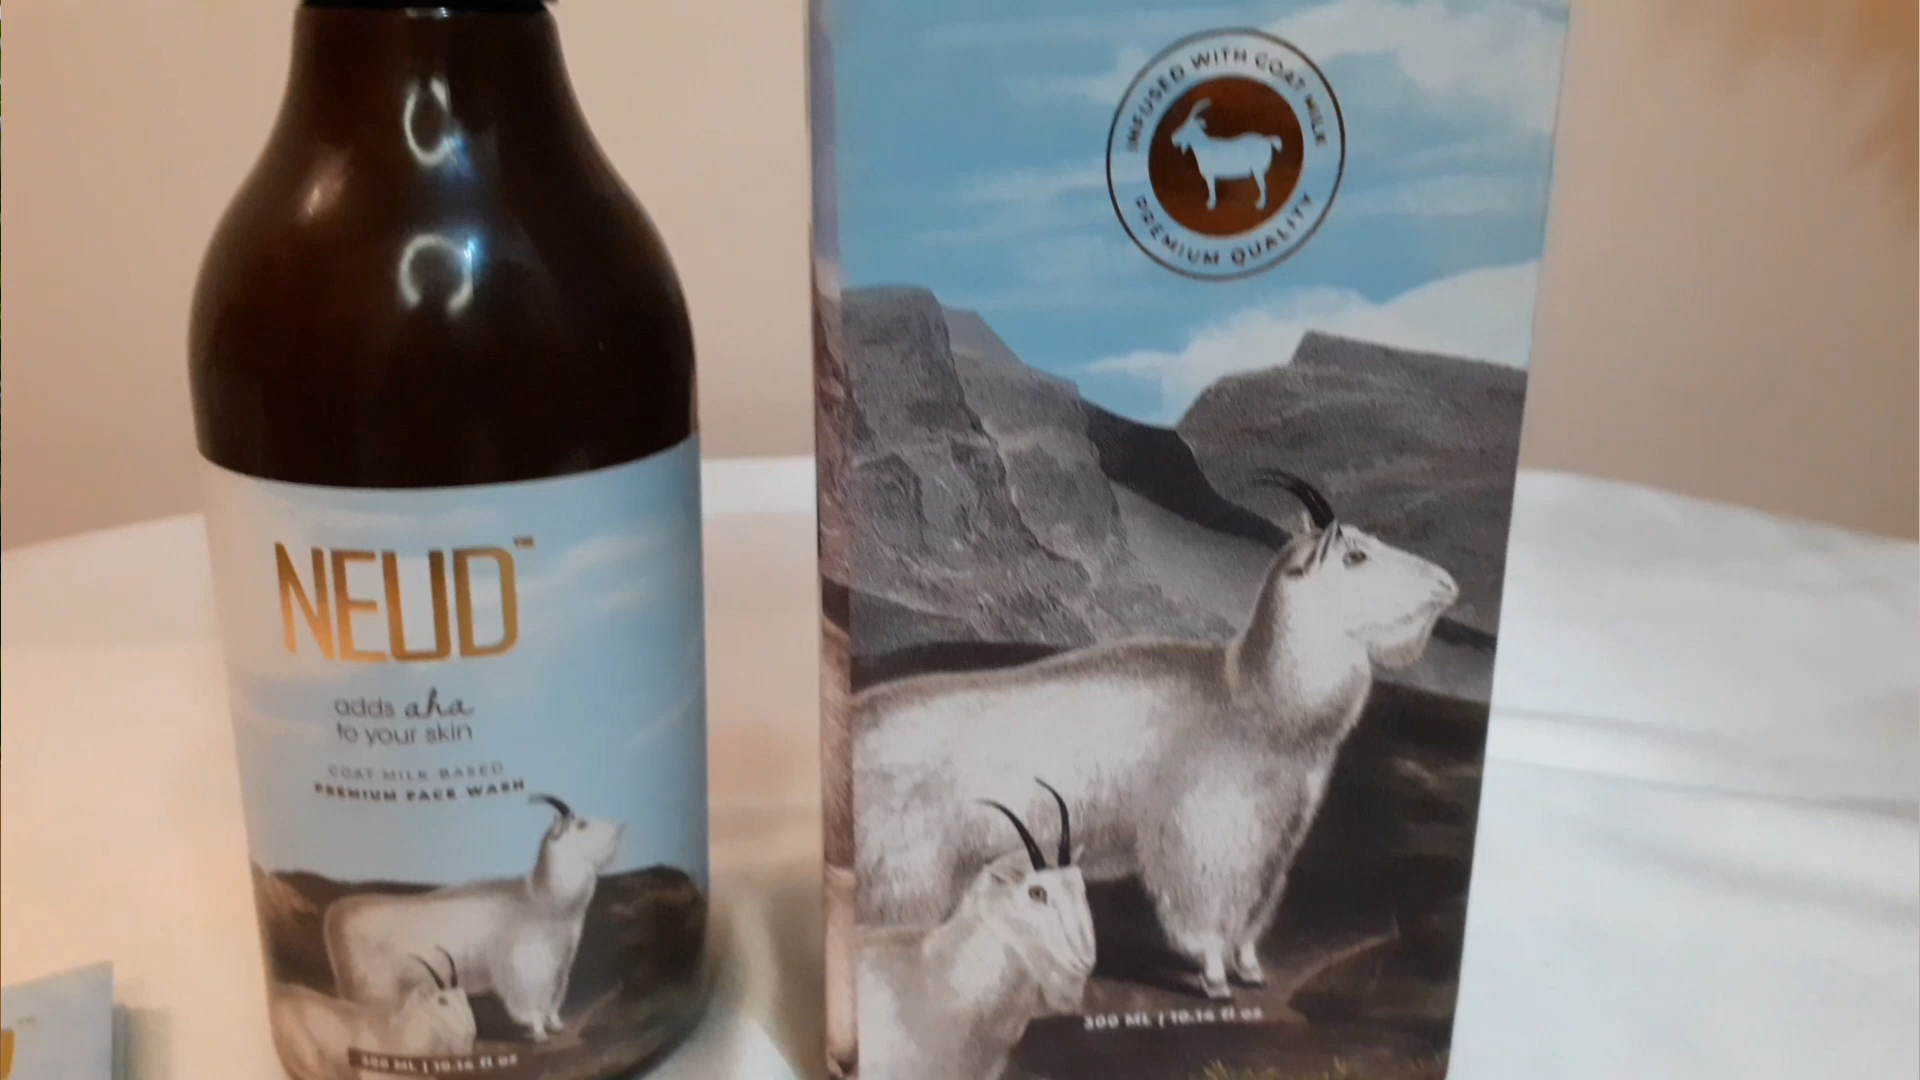 NEUD™
adds aha
to your skin
GOAT MILK BASED
PREMIUM FACE WASH
300 ML | 10.14 fl oz
INFUSED WITH GOAT MILK
PREMIUM QUALITY
300 ML | 10.14 fl oz